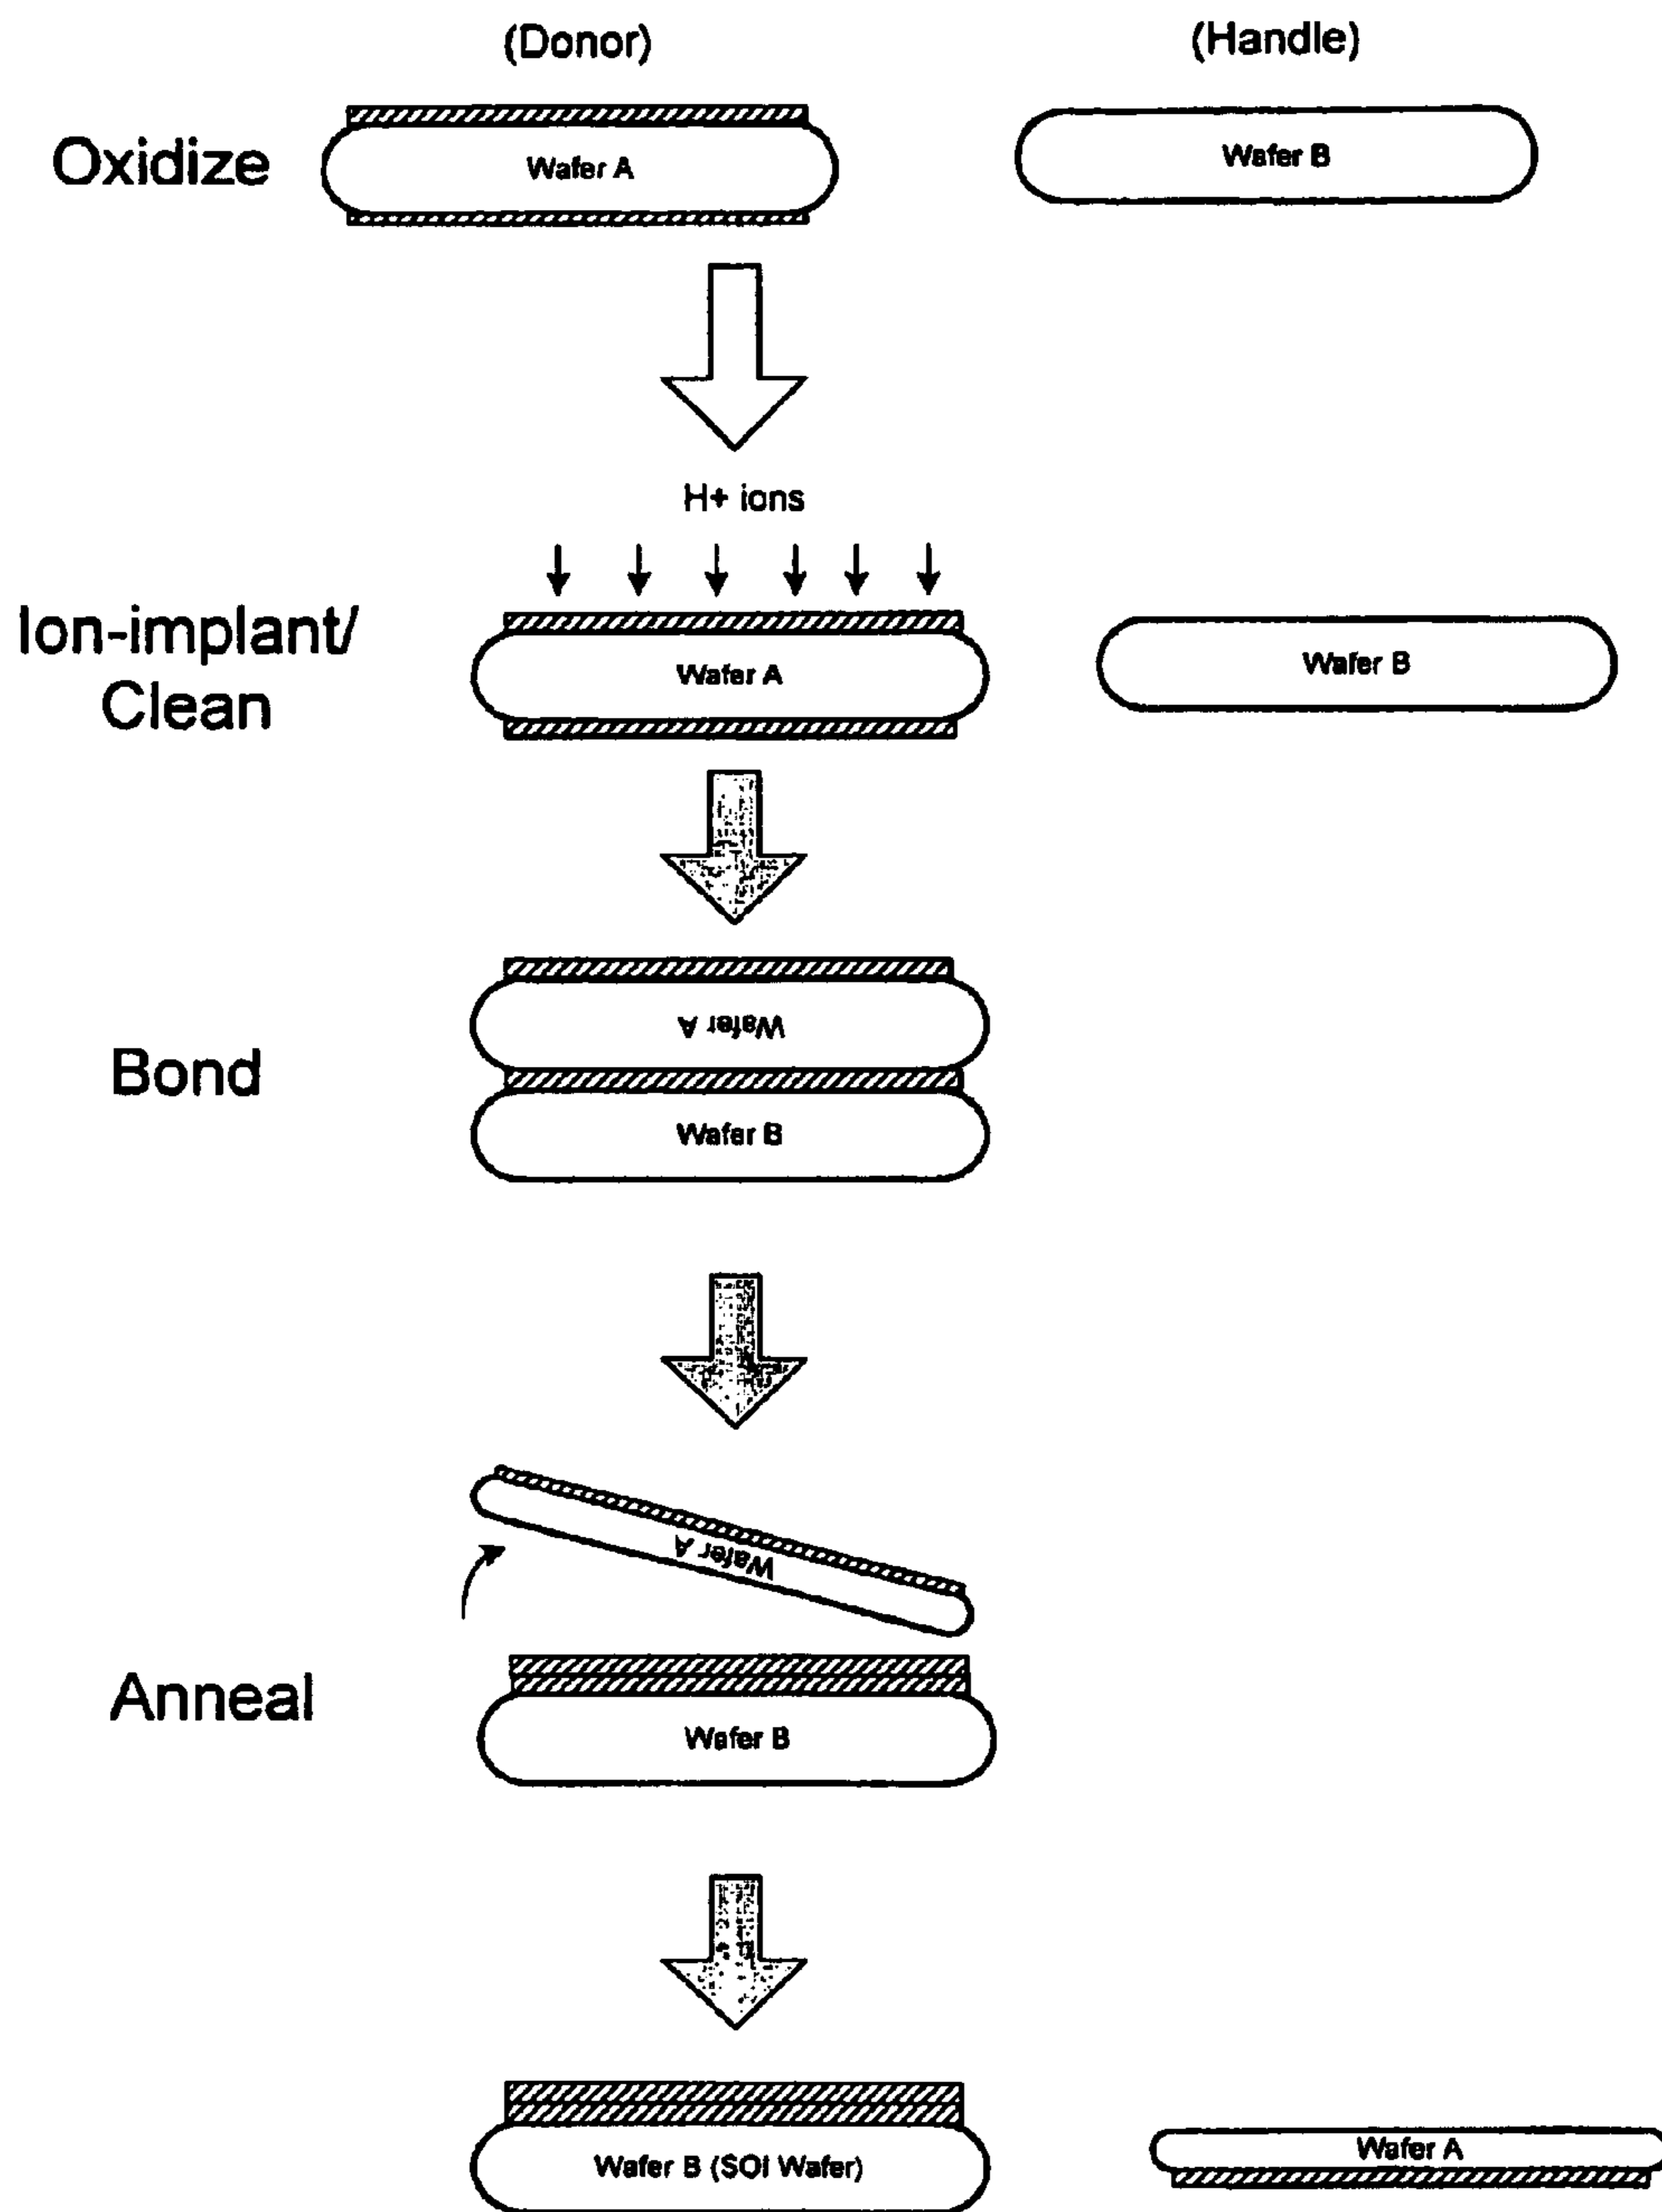 (Donor)
(Handle)
Oxidize
Wafer A
Wafer B
H+ ions
Ion-implant/
Clean
Wafer A
Wafer B
Bond
Wafer A
Wafer B
Wafer A
Anneal
Wafer B
Wafer B (SOI Wafer)
Wafer A